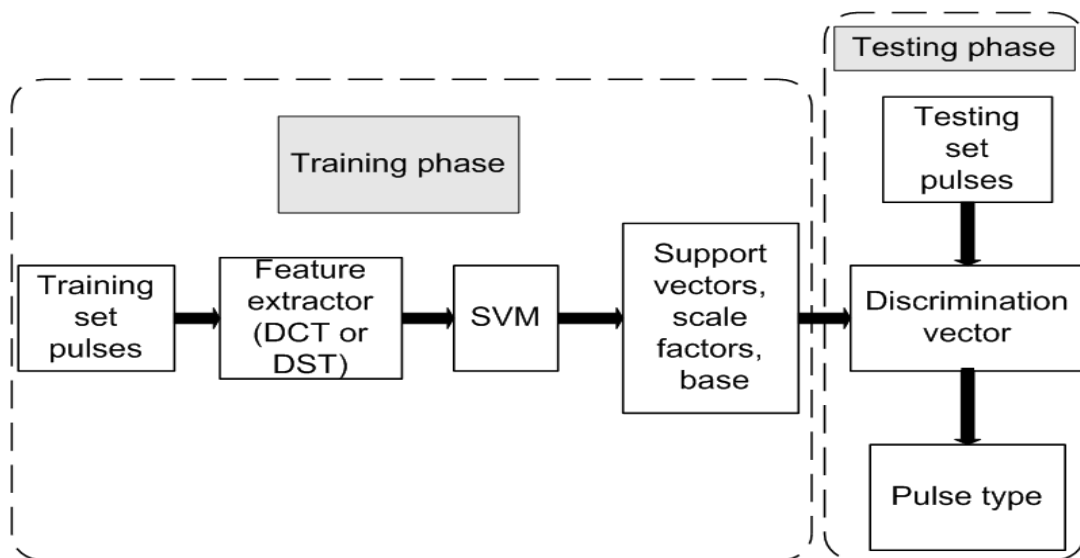 Training phase
Training
set
pulses
Feature
extractor
(DCT or
DST)
SVM
Support
vectors,
scale
factors,
base
Testing phase
Testing
set
pulses
Discrimination
vector
Pulse type